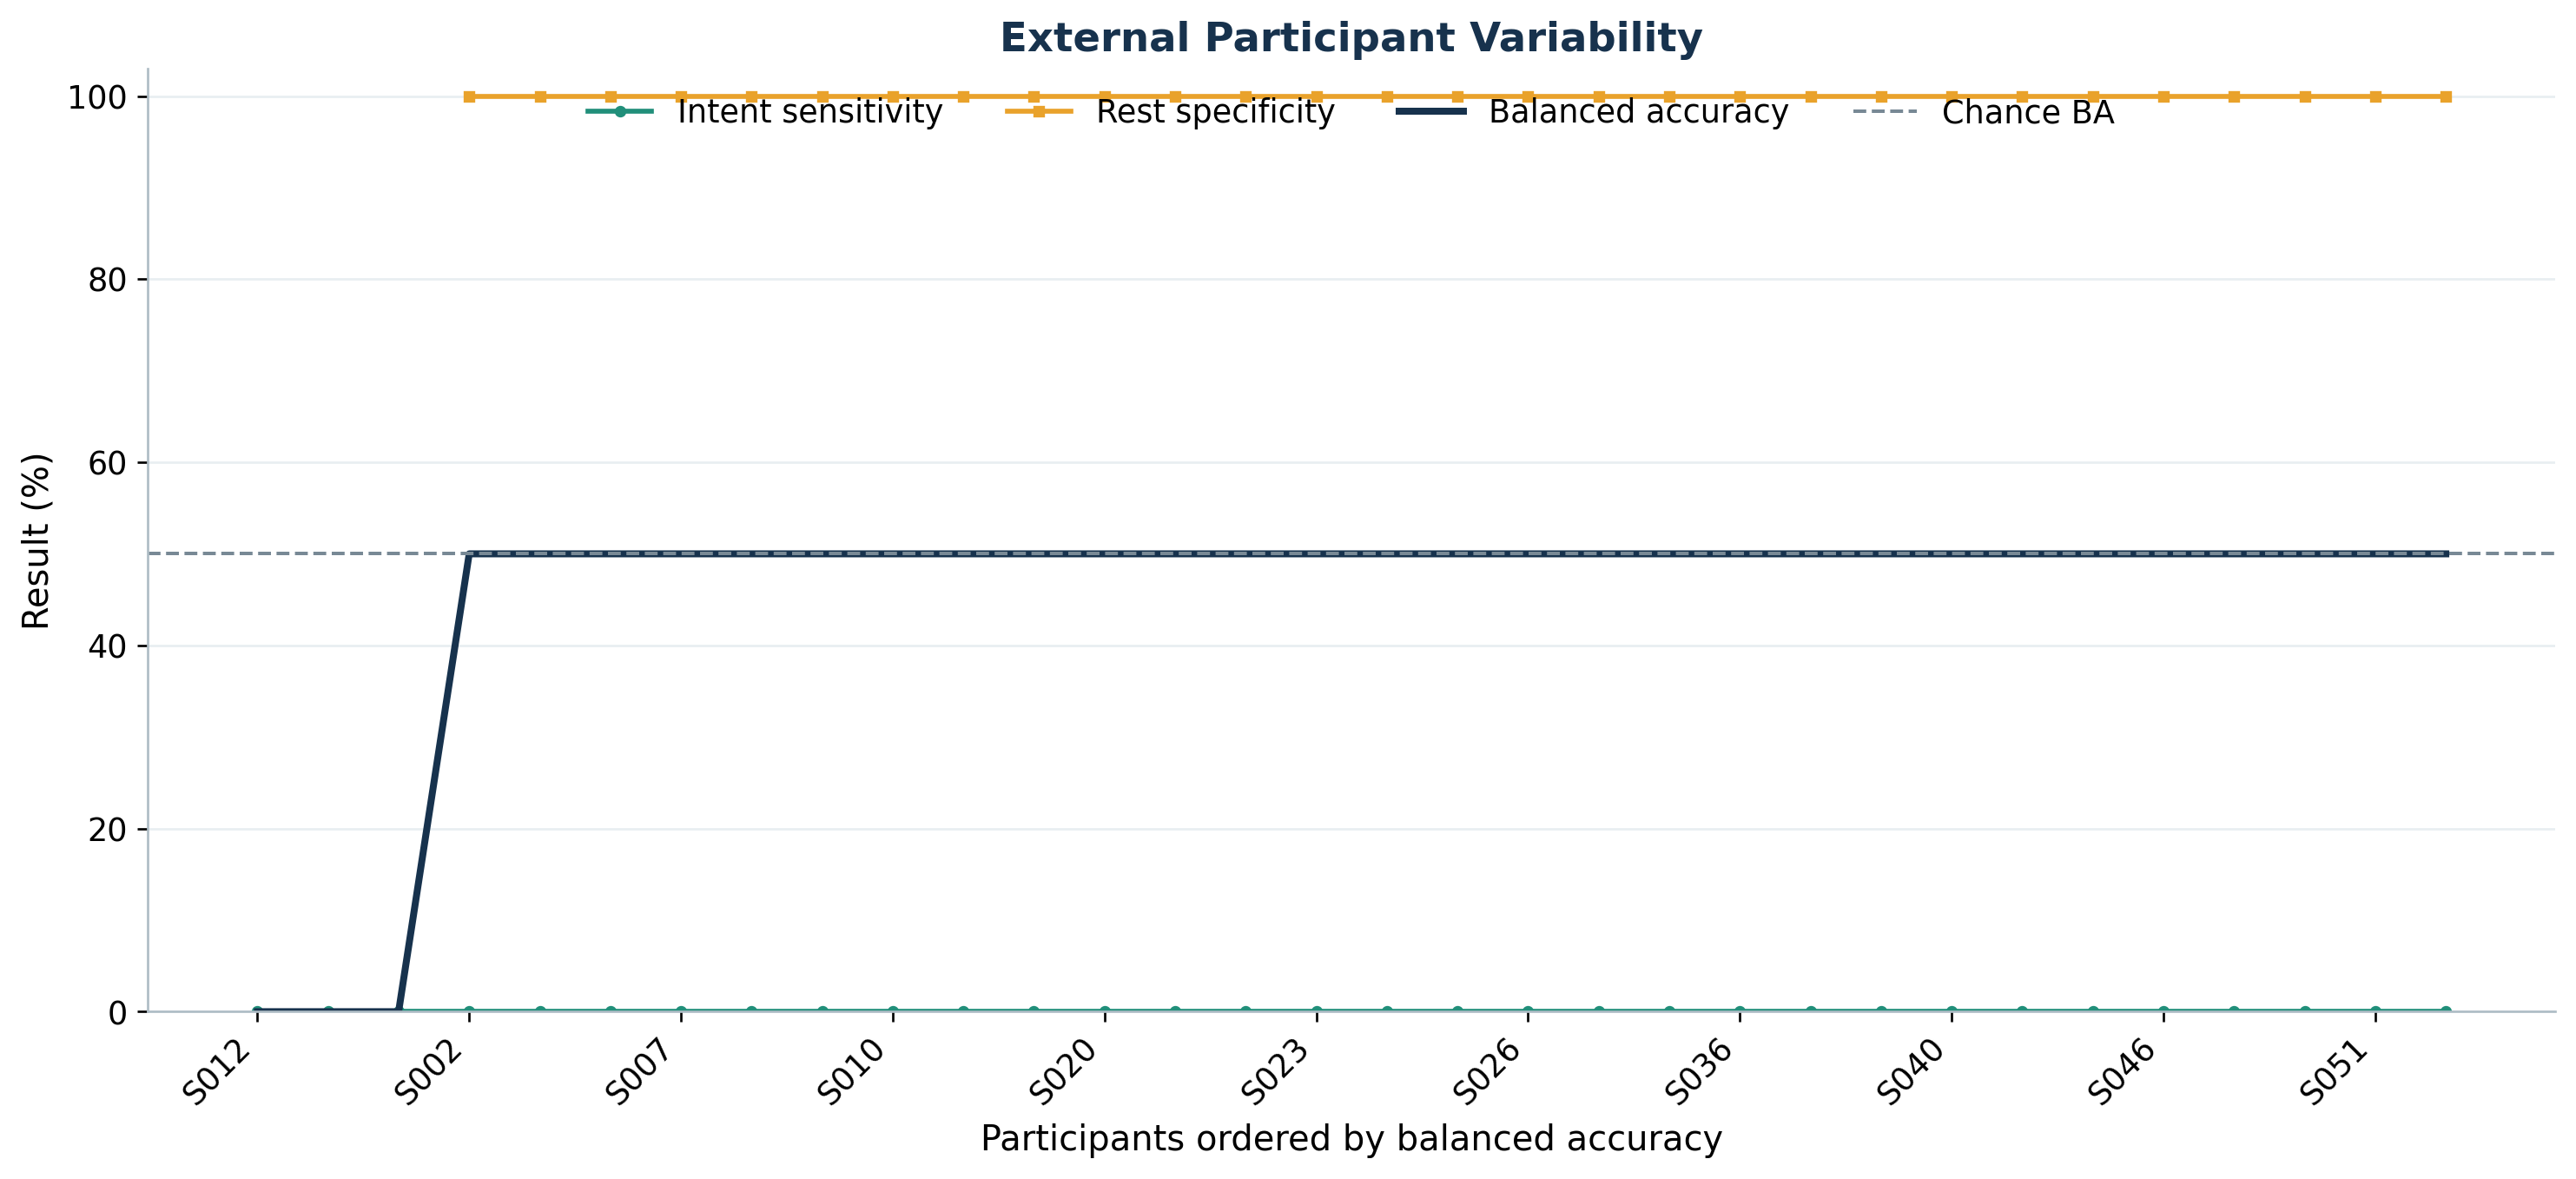 External Participant Variability
Intent sensitivity Rest specificity Balanced accuracy Chance BA
Result (%)
100
80
60
40
20
0
S012 S002 S007 S010 S020 S023 S026 S036 S040 S046 S051
Participants ordered by balanced accuracy